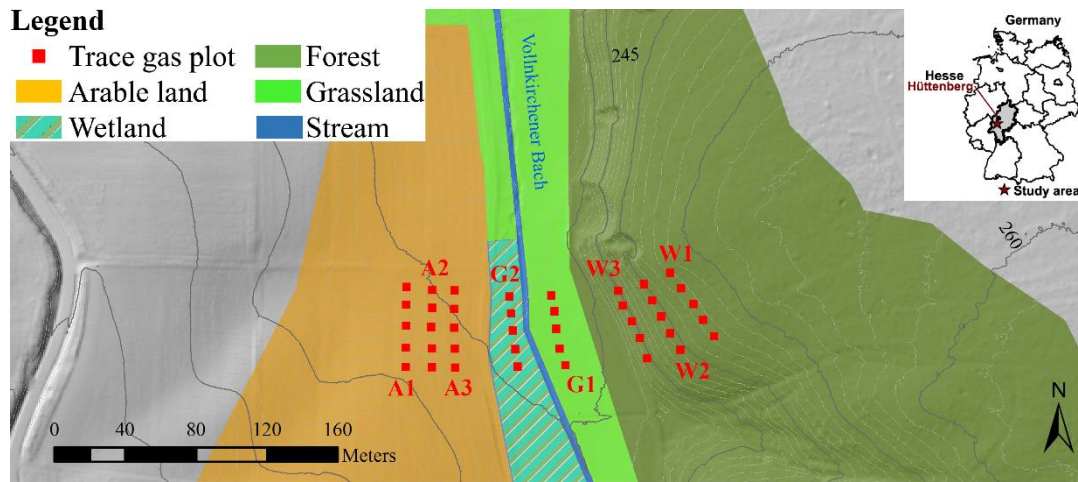 Legend
Trace gas plot
Forest
Arable land
Grassland
Wetland
Stream
Vollnkirchener Bach
245
260
Germany
Hesse
Hüttenberg
Study area
A2
G2
W3
W1
A1
A3
G1
W2
N
0 40 80 120 160
Meters